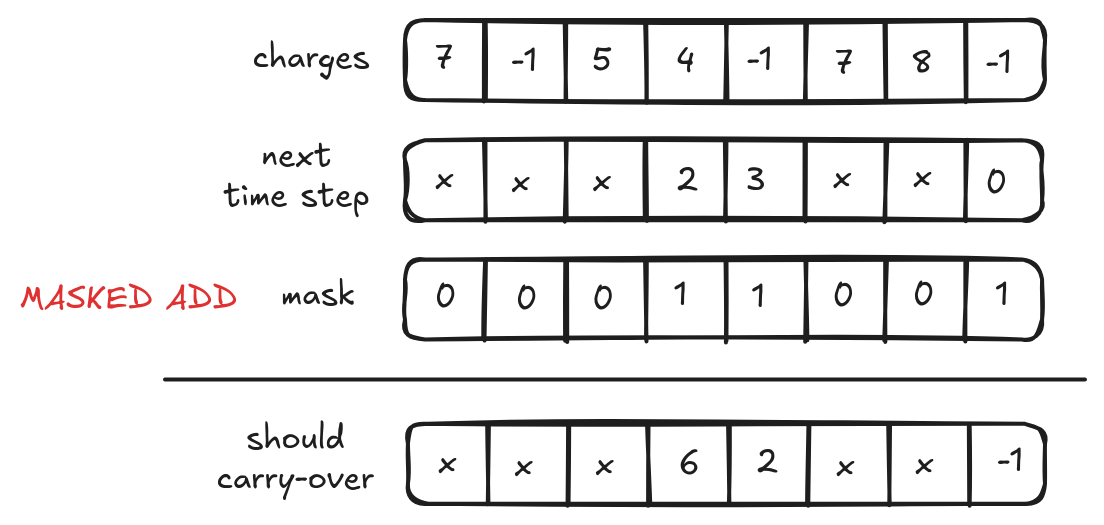 charges 7 -1 5 4 -1 7 8 -1
next
time step x x x 2 3 x x 0
MASKED ADD mask 0 0 0 1 1 0 0 1
should
carry-over x x x 6 2 x x -1